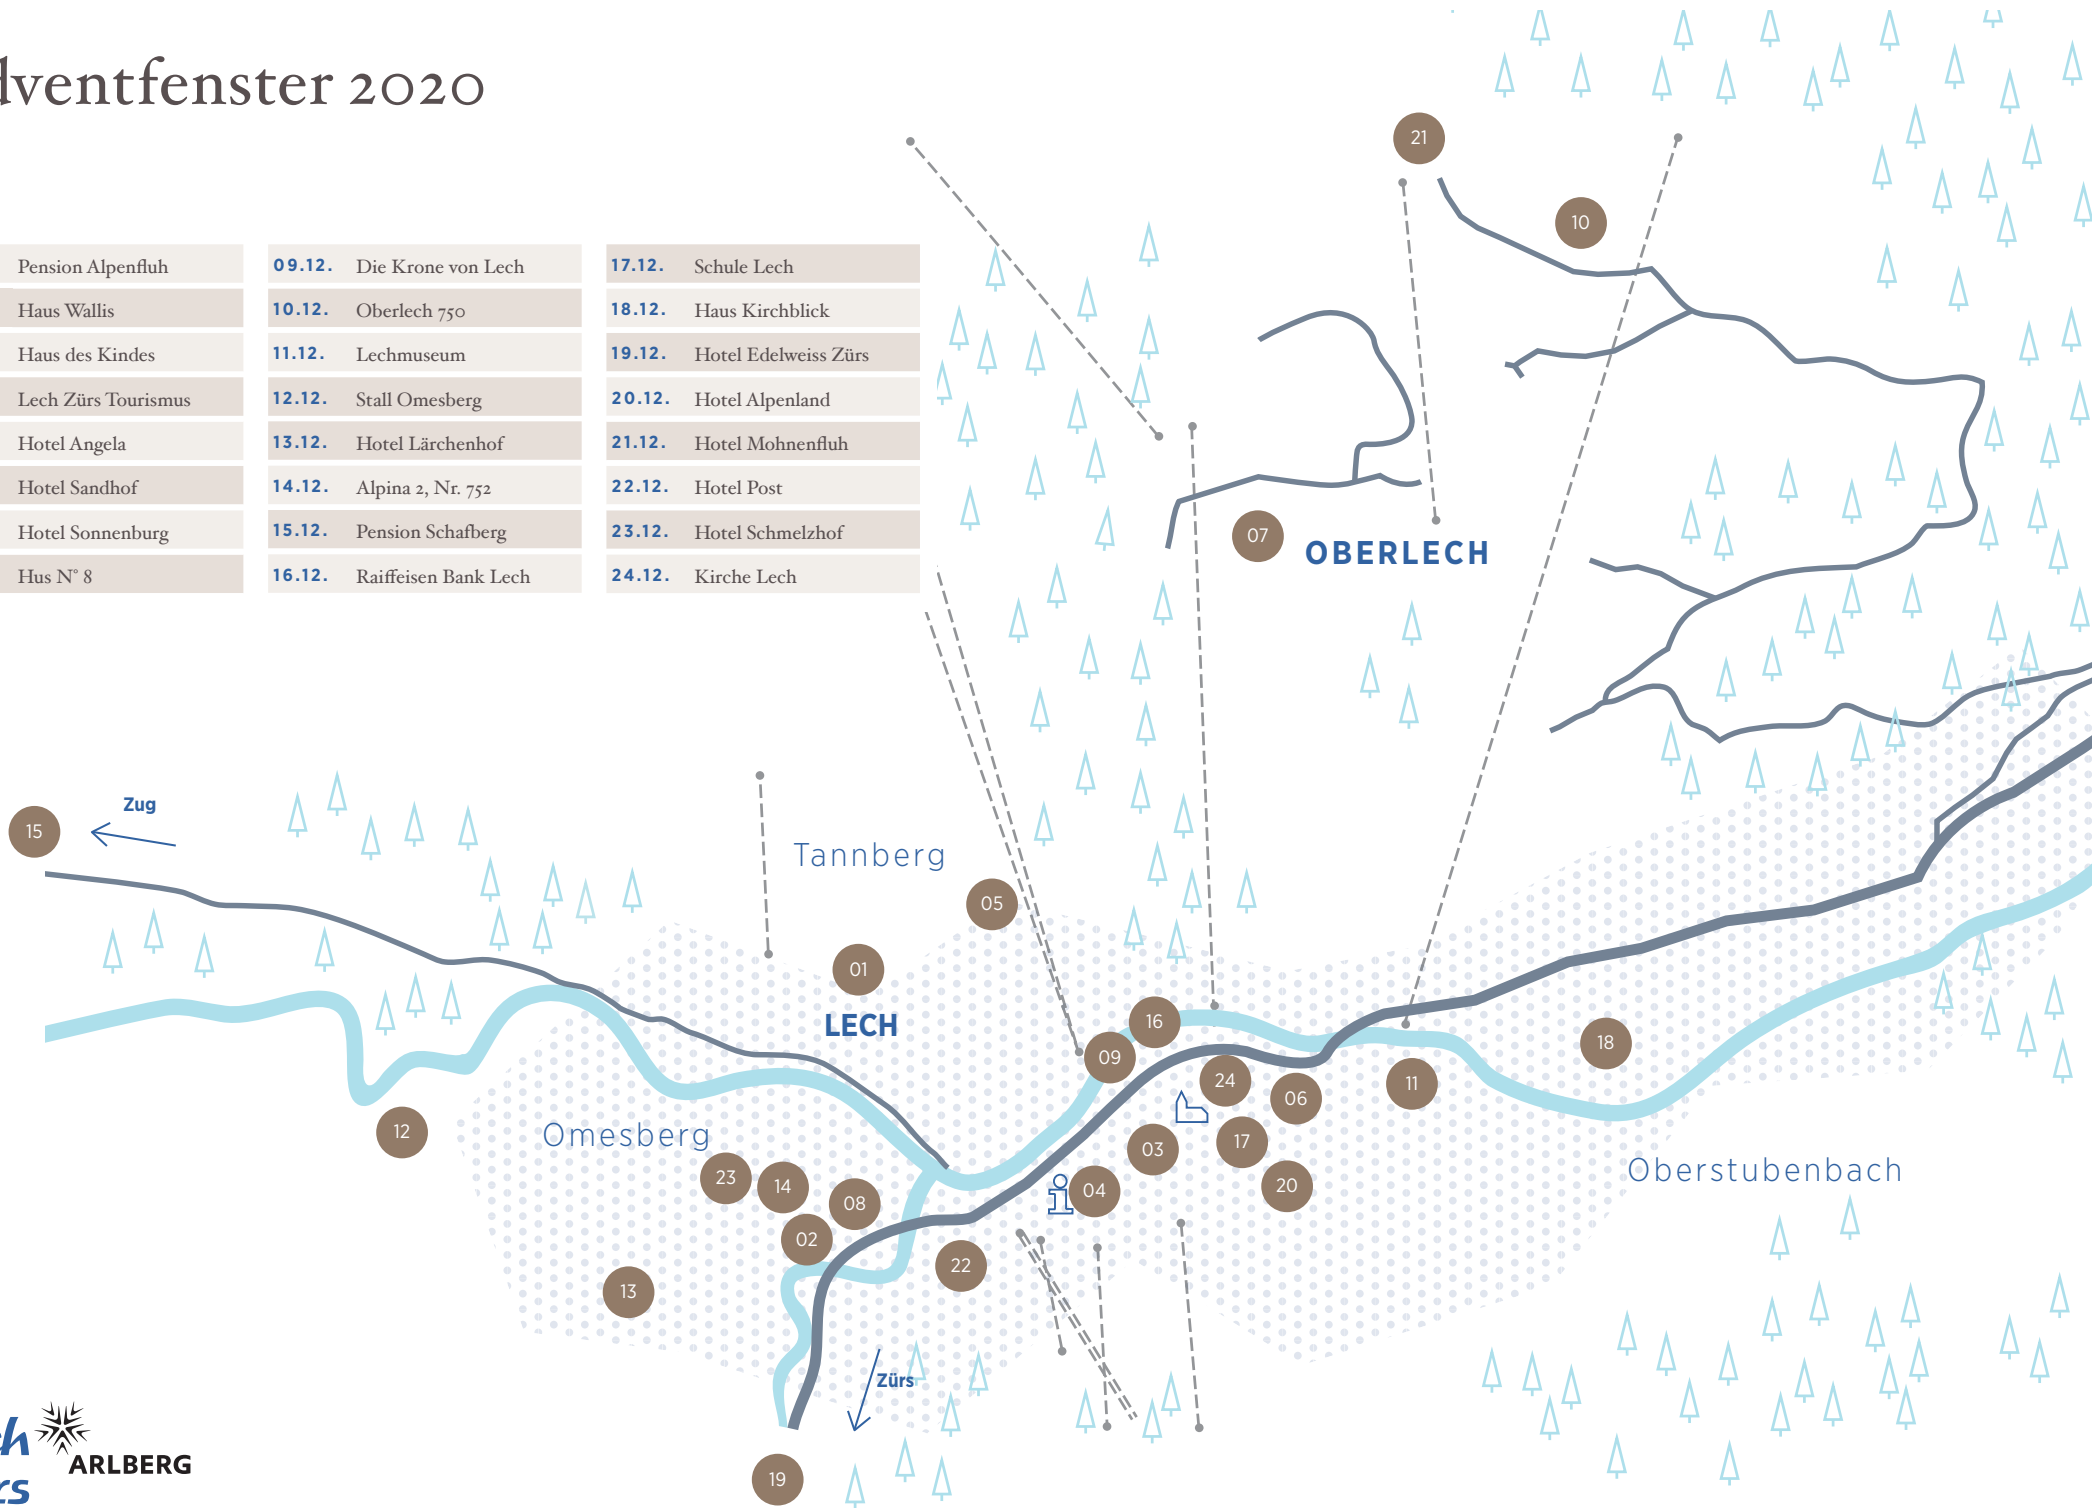 dventfenster 2020
Pension Alpenfluh
Haus Wallis
Haus des Kindes
Lech Zürs Tourismus
Hotel Angela
Hotel Sandhof
Hotel Sonnenburg
Hus N° 8
09.12. Die Krone von Lech
10.12. Oberlech 750
11.12. Lechmuseum
12.12. Stall Omesberg
13.12. Hotel Lärchenhof
14.12. Alpina 2, Nr. 752
15.12. Pension Schafberg
16.12. Raiffeisen Bank Lech
17.12. Schule Lech
18.12. Haus Kirchblick
19.12. Hotel Edelweiss Zürs
20.12. Hotel Alpenland
21.12. Hotel Mohnenfluh
22.12. Hotel Post
23.12. Hotel Schmelzhof
24.12. Kirche Lech
21
10
07
OBERLECH
Zug
15
Tannberg
05
01
LECH
16
09
18
24
11
06
12
Omesberg
17
03
Oberstubenbach
23
14
20
04
08
02
22
13
Zürs
19
ch
ARLBERG
rs